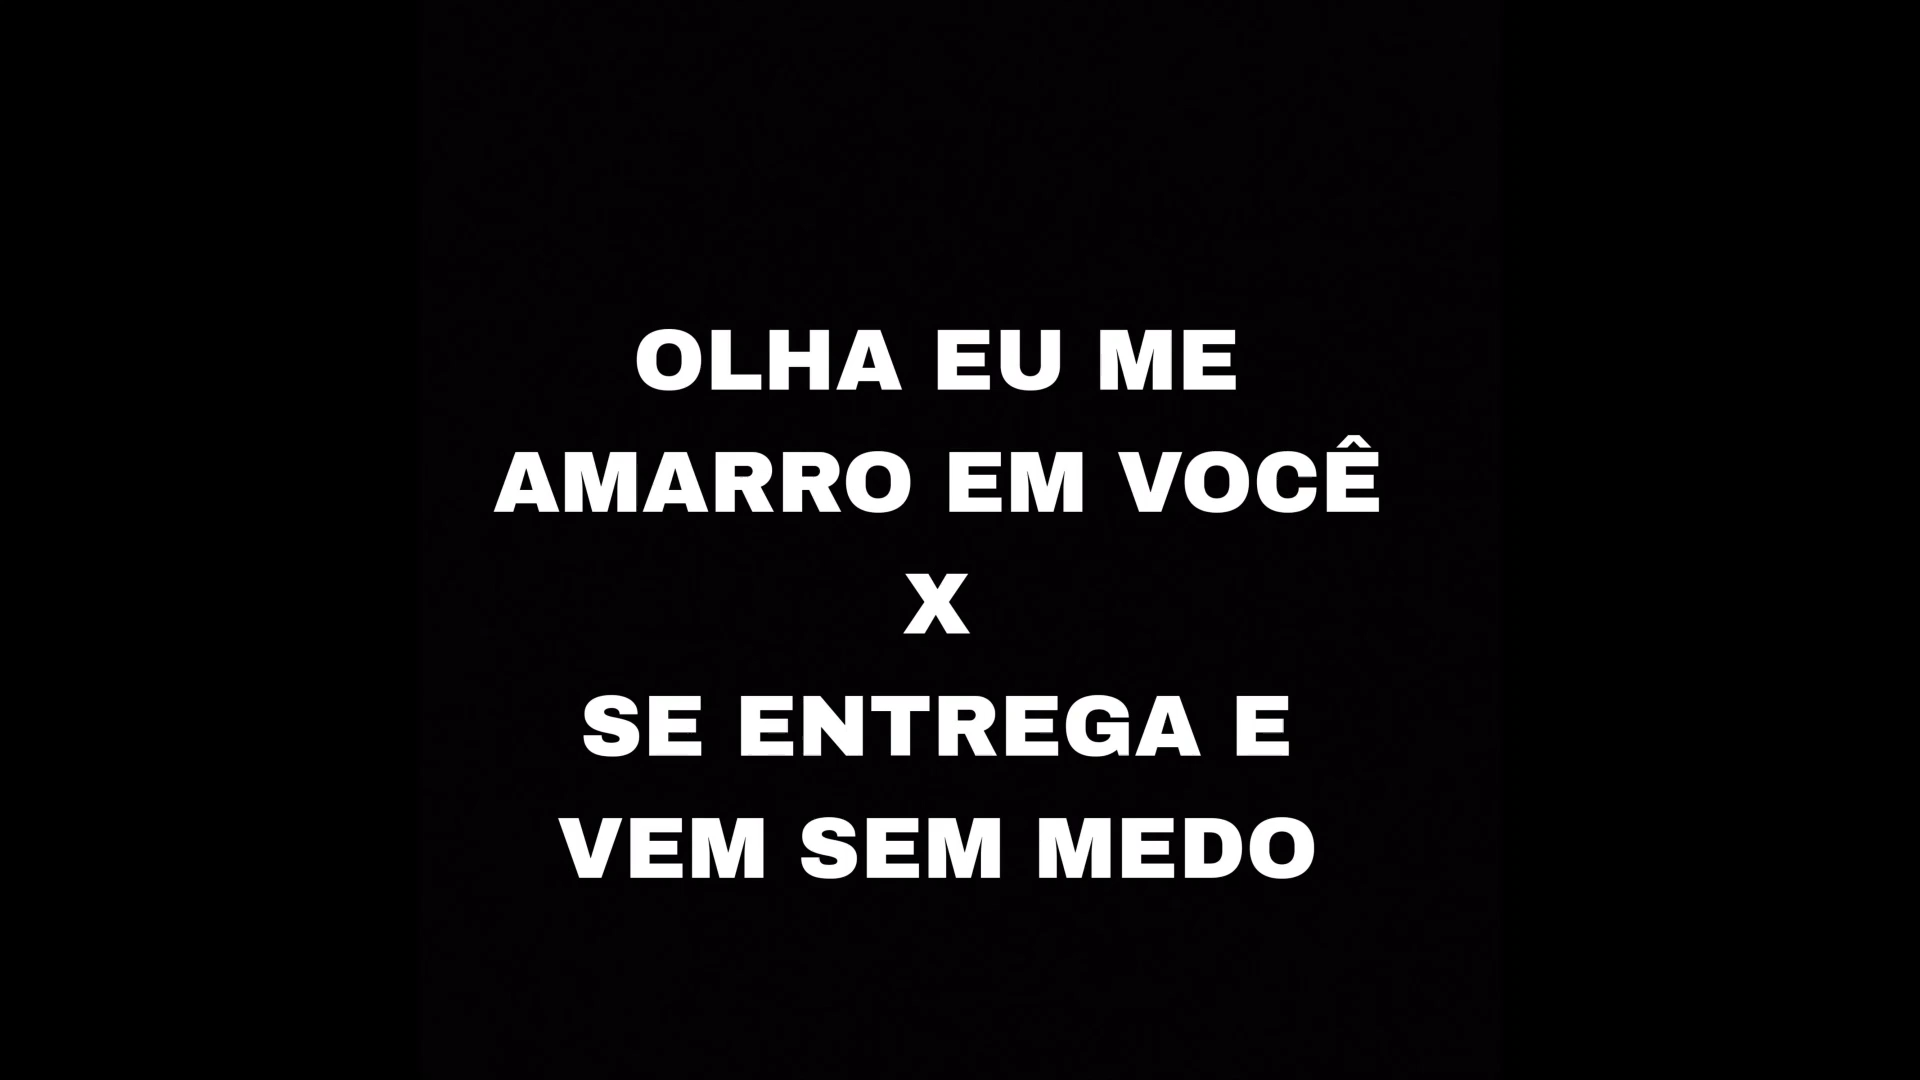 OLHA EU ME
AMARRO EM VOCÊ
X
SE ENTREGA E
VEM SEM MEDO